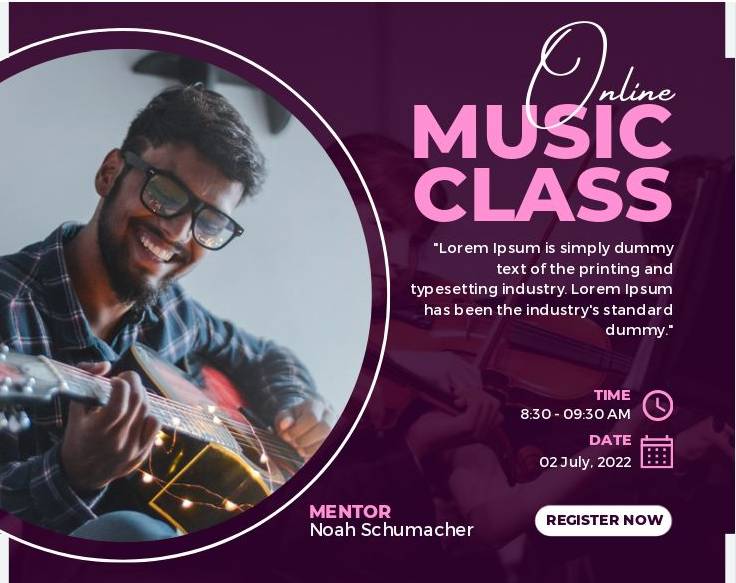 Online
MUSIC
CLASS
"Lorem Ipsum is simply dummy
text of the printing and
typesetting industry. Lorem Ipsum
has been the industry's standard
dummy."
TIME
8:30 - 09:30 AM
DATE
02 July, 2022
MENTOR
Noah Schumacher
REGISTER NOW